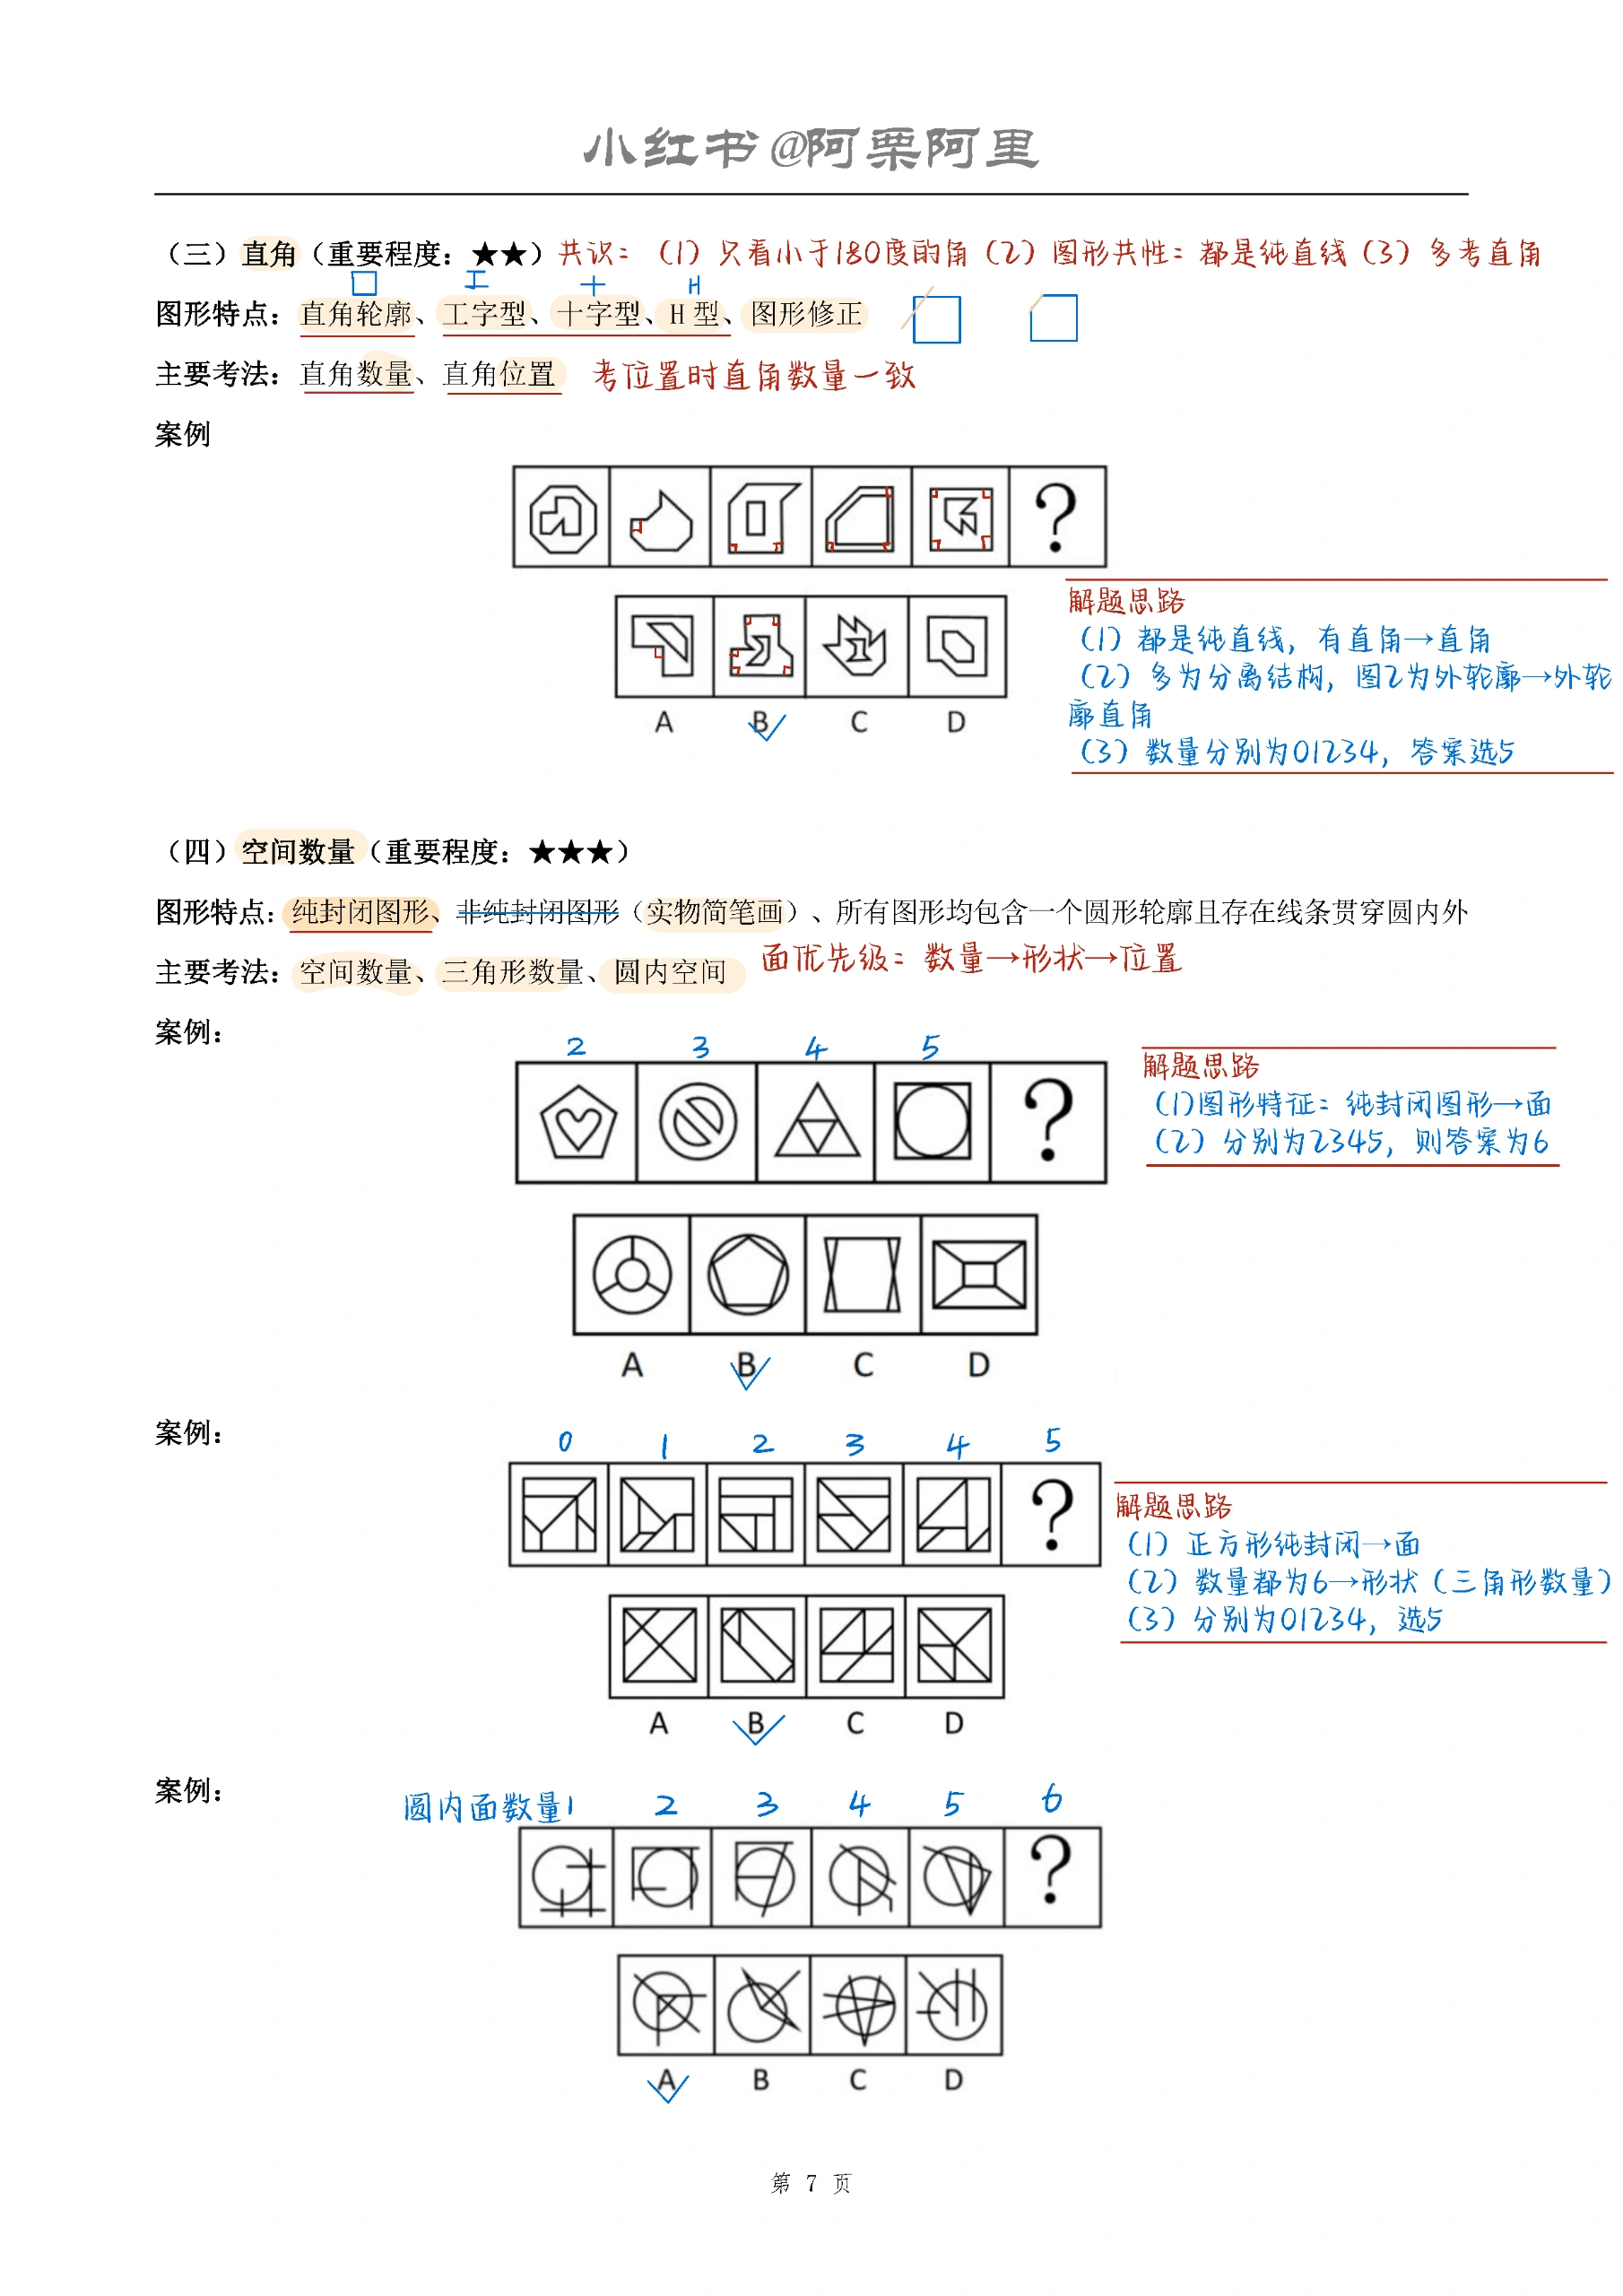 小红书@阿栗阿里
（三）直角（重要程度：★★）共识：（1）只看小于180度的角（2）图形共性：都是纯直线（3）多考直角
图形特点：直角轮廓、工字型、十字型、H 型、图形修正
主要考法：直角数量、直角位置 考位置时直角数量一致
案例
?
A B C D
解题思路
（1）都是纯直线，有直角→直角
（2）多为分离结构，图2为外轮廓→外轮
廓直角
（3）数量分别为01234，答案选5
（四）空间数量（重要程度：★★★）
图形特点：纯封闭图形、非纯封闭图形（实物简笔画）、所有图形均包含一个圆形轮廓且存在线条贯穿圆内外
主要考法：空间数量、三角形数量、圆内空间 面优先级：数量→形状→位置
案例：
2 3 4 5
?
A B C D
解题思路
（1)图形特征：纯封闭图形→面
（2）分别为2345，则答案为6
案例：
0 1 2 3 4 5
?
A B C D
解题思路
（1）正方形纯封闭→面
（2）数量都为6→形状（三角形数量）
（3）分别为01234，选5
案例：
圆内面数量1 2 3 4 5 6
?
A B C D
第 7 页